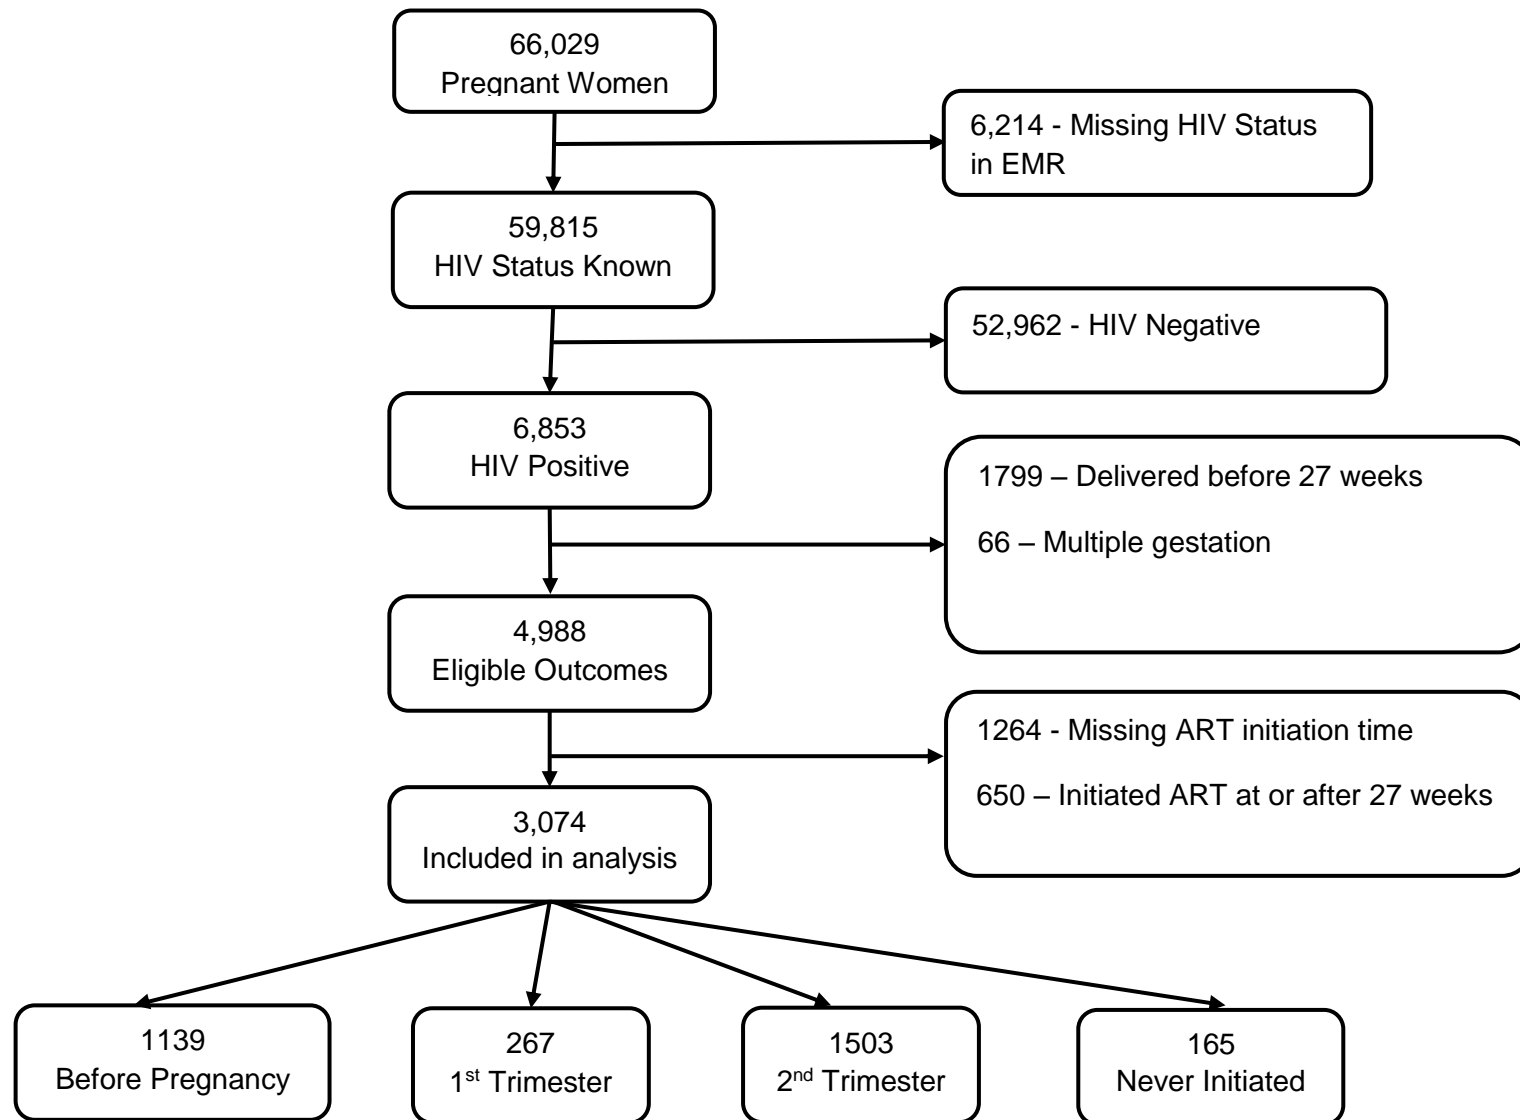 66,029
Pregnant Women
6,214 - Missing HIV Status
in EMR
59,815
HIV Status Known
52,962 - HIV Negative
6,853
HIV Positive
1799 – Delivered before 27 weeks
66 – Multiple gestation
4,988
Eligible Outcomes
1264 - Missing ART initiation time
650 – Initiated ART at or after 27 weeks
3,074
Included in analysis
1139
Before Pregnancy
267
1st Trimester
1503
2nd Trimester
165
Never Initiated